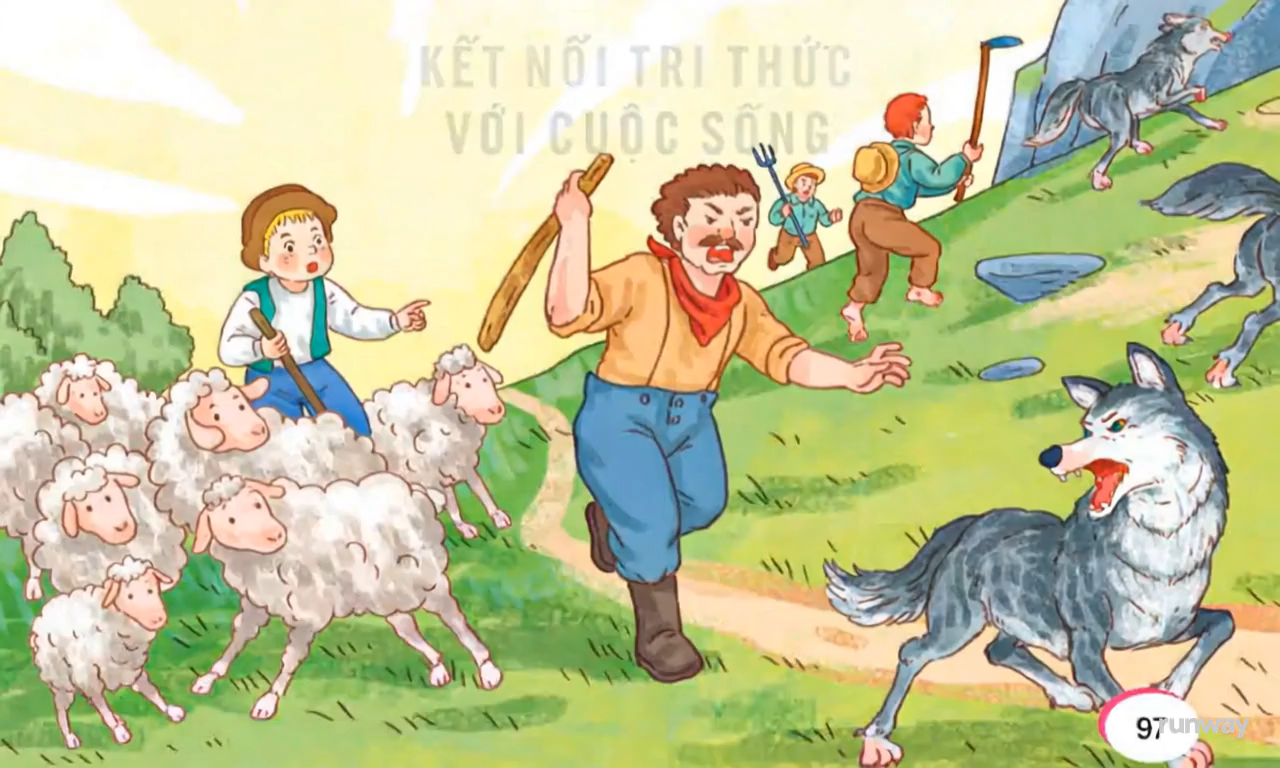 KẾT NỐI TRI THỨC
VỚI CUỘC SỐNG
97
runway